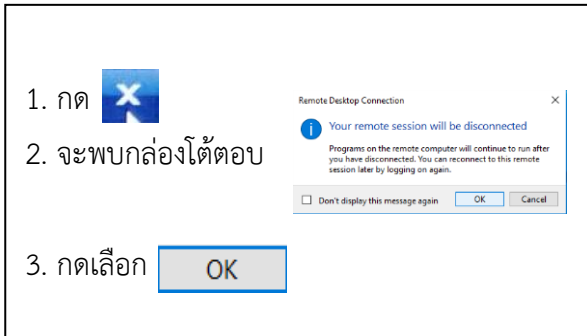 1. กด
2. จะพบกล่องโต้ตอบ
Remote Desktop Connection
Your remote session will be disconnected
Programs on the remote computer will continue to run after
you have disconnected. You can reconnect to this remote
session later by logging on again.
Don't display this message again OK Cancel
3. กดเลือก OK